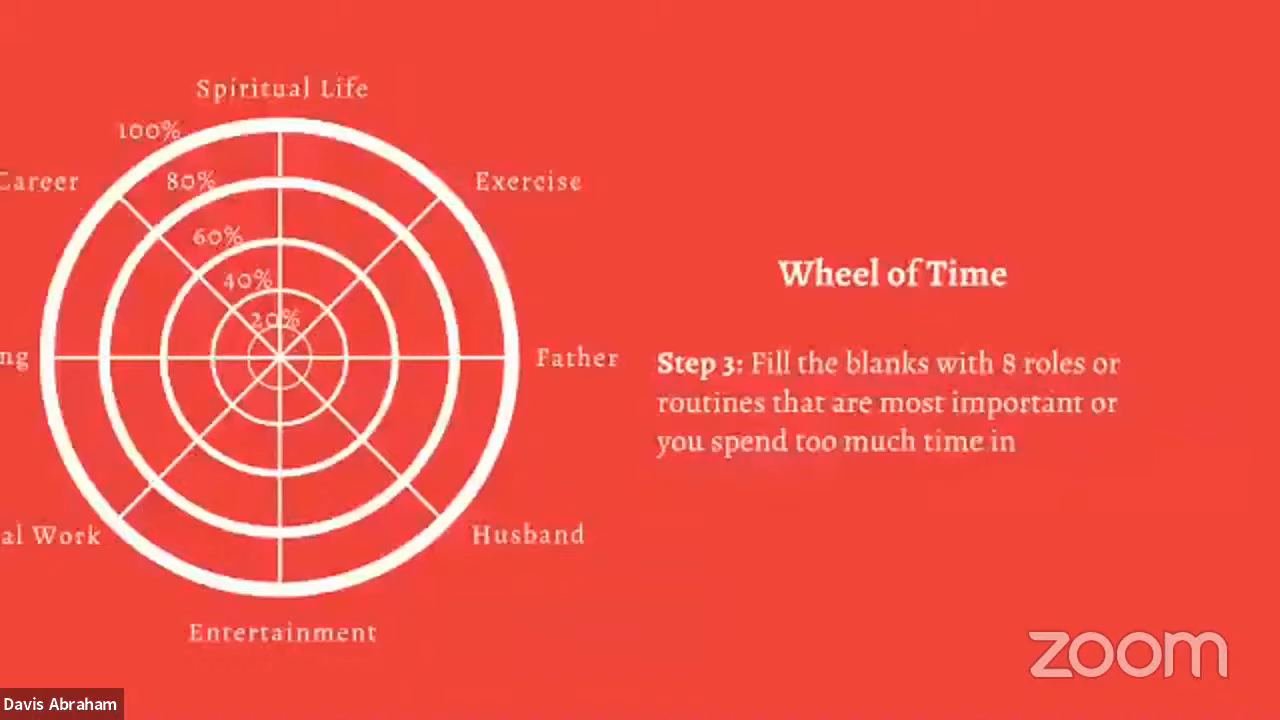 Spiritual Life
100%
Career
80%
Exercise
60%
40%
20%
ng
Father
al Work
Husband
Entertainment
Wheel of Time
Step 3: Fill the blanks with 8 roles or
routines that are most important or
you spend too much time in
zoom
Davis Abraham